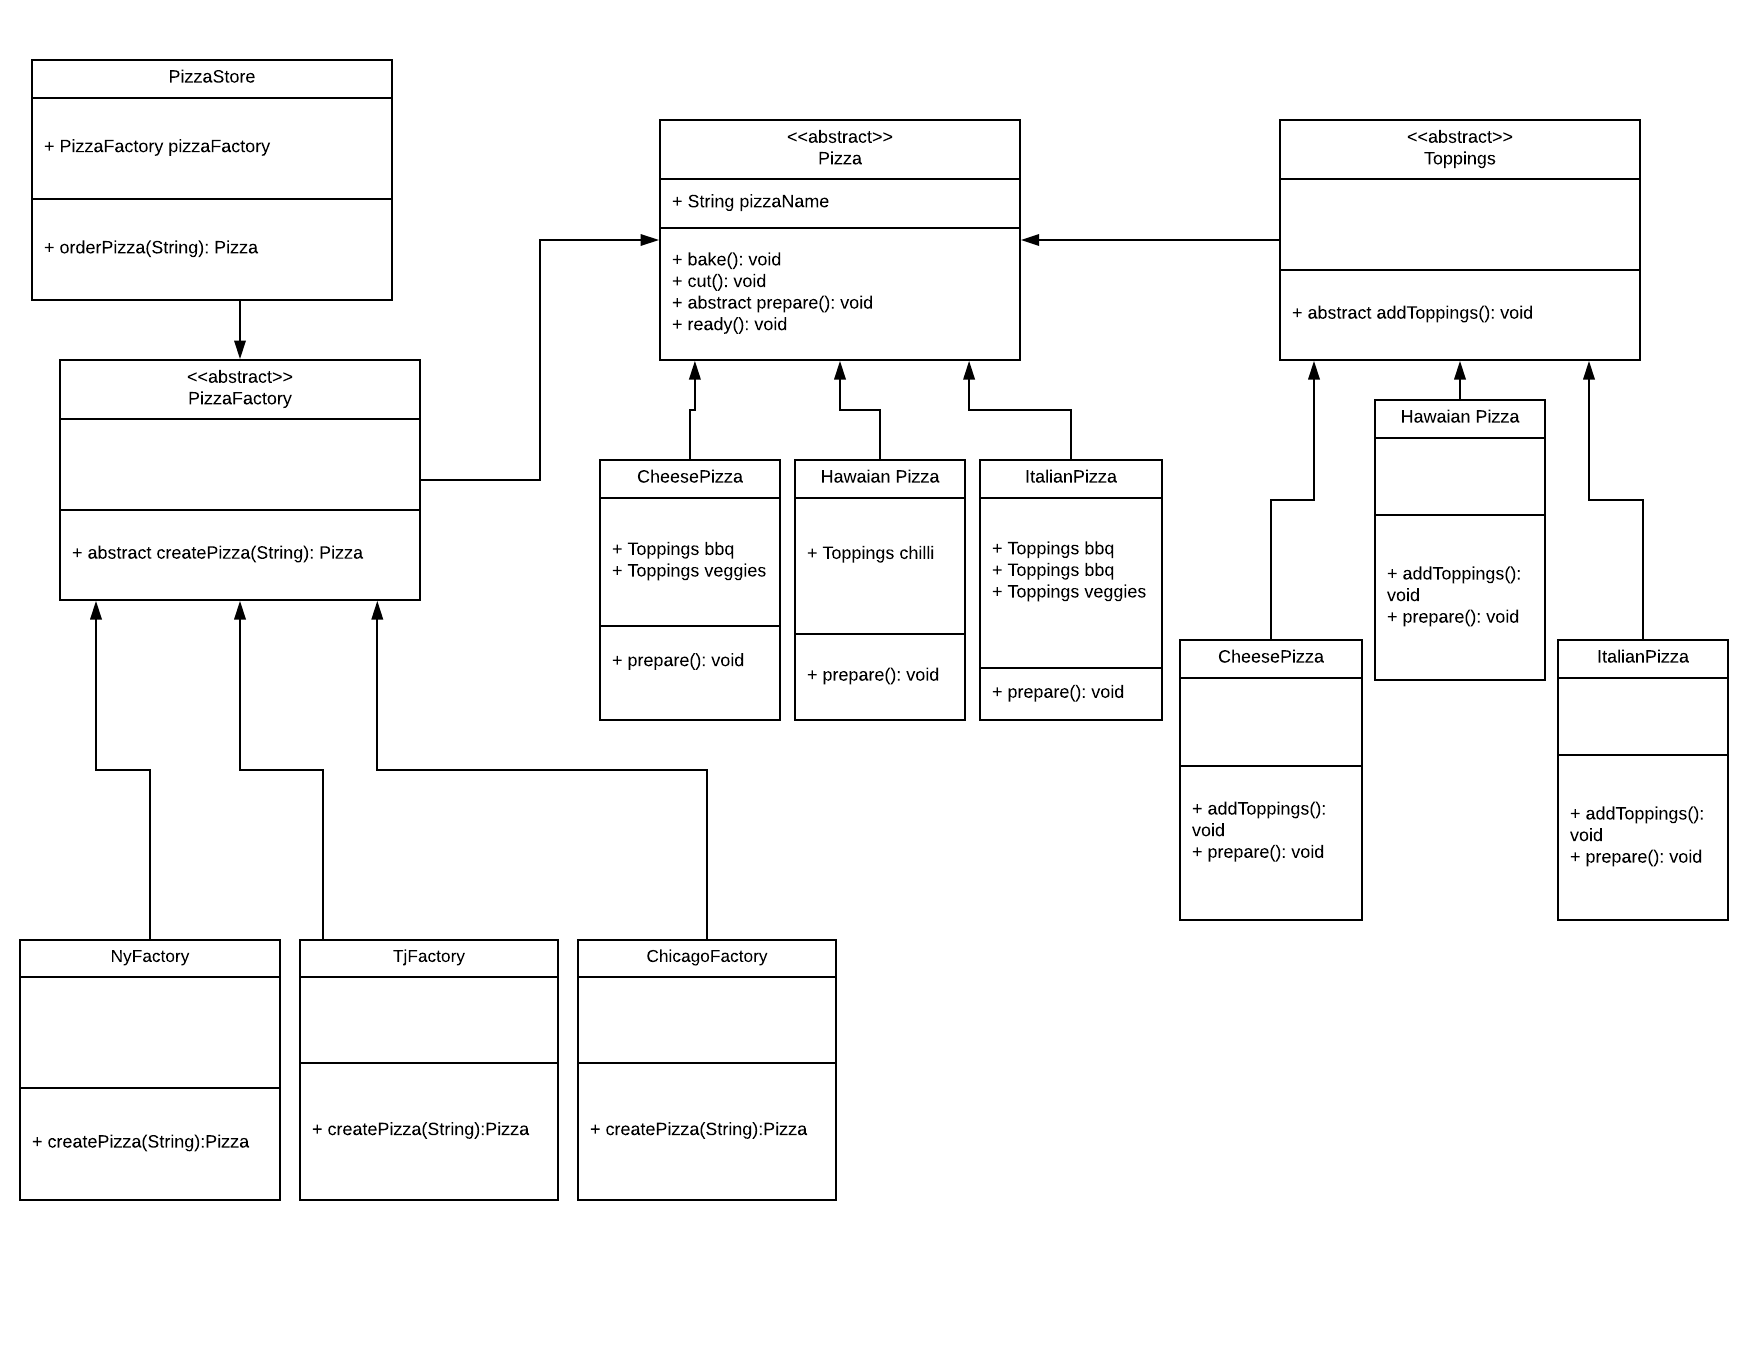 PizzaStore
+ PizzaFactory pizzaFactory
+ orderPizza(String): Pizza
<<abstract>>
PizzaFactory
+ abstract createPizza(String): Pizza
<<abstract>>
Pizza
+ String pizzaName
+ bake(): void
+ cut(): void
+ abstract prepare(): void
+ ready(): void
<<abstract>>
Toppings
+ abstract addToppings(): void
CheesePizza
+ Toppings bbq
+ Toppings veggies
+ prepare(): void
Hawaian Pizza
+ Toppings chilli
+ prepare(): void
ItalianPizza
+ Toppings bbq
+ Toppings bbq
+ Toppings veggies
+ prepare(): void
CheesePizza
+ addToppings():
void
+ prepare(): void
Hawaian Pizza
+ addToppings():
void
+ prepare(): void
ItalianPizza
+ addToppings():
void
+ prepare(): void
NyFactory
+ createPizza(String):Pizza
TjFactory
+ createPizza(String):Pizza
ChicagoFactory
+ createPizza(String):Pizza